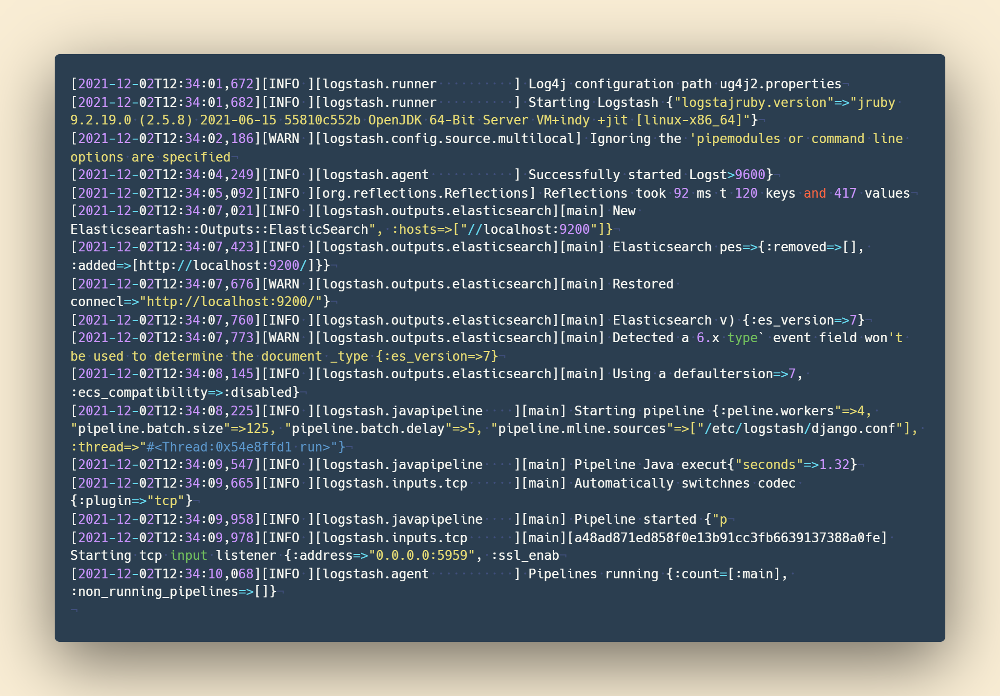 [2021-12-02T12:34:01,672][INFO ][logstash.runner          ] Log4j configuration path ug4j2.properties
[2021-12-02T12:34:01,682][INFO ][logstash.runner          ] Starting Logstash {"logstajruby.version"=>"jruby
9.2.19.0 (2.5.8) 2021-06-15 55810c552b OpenJDK 64-Bit Server VM+indy +jit [linux-x86_64]"}
[2021-12-02T12:34:02,186][WARN ][logstash.config.source.multilocal] Ignoring the 'pipemodules or command line
options are specified
[2021-12-02T12:34:04,249][INFO ][logstash.agent           ] Successfully started Logst>9600}
[2021-12-02T12:34:05,092][INFO ][org.reflections.Reflections] Reflections took 92 ms t 120 keys and 417 values
[2021-12-02T12:34:07,021][INFO ][logstash.outputs.elasticsearch][main] New
Elasticseartash::Outputs::ElasticSearch", :hosts=>["//localhost:9200"]}
[2021-12-02T12:34:07,423][INFO ][logstash.outputs.elasticsearch][main] Elasticsearch pes=>{:removed=>[],
:added=>[http://localhost:9200/]}}
[2021-12-02T12:34:07,676][WARN ][logstash.outputs.elasticsearch][main] Restored
connecl=>"http://localhost:9200/"}
[2021-12-02T12:34:07,760][INFO ][logstash.outputs.elasticsearch][main] Elasticsearch v) {:es_version=>7}
[2021-12-02T12:34:07,773][WARN ][logstash.outputs.elasticsearch][main] Detected a 6.x type` event field won't
be used to determine the document _type {:es_version=>7}
[2021-12-02T12:34:08,145][INFO ][logstash.outputs.elasticsearch][main] Using a defaultersion=>7,
:ecs_compatibility=>:disabled}
[2021-12-02T12:34:08,225][INFO ][logstash.javapipeline    ][main] Starting pipeline {:peline.workers"=>4,
"pipeline.batch.size"=>125, "pipeline.batch.delay"=>5, "pipeline.mline.sources"=>["/etc/logstash/django.conf"],
:thread=>"#<Thread:0x54e8ffd1 run>"}
[2021-12-02T12:34:09,547][INFO ][logstash.javapipeline    ][main] Pipeline Java execut{"seconds"=>1.32}
[2021-12-02T12:34:09,665][INFO ][logstash.inputs.tcp      ][main] Automatically switchnes codec
{:plugin=>"tcp"}
[2021-12-02T12:34:09,958][INFO ][logstash.javapipeline    ][main] Pipeline started {"p
[2021-12-02T12:34:09,978][INFO ][logstash.inputs.tcp      ][main][a48ad871ed858f0e13b91cc3fb6639137388a0fe]
Starting tcp input listener {:address=>"0.0.0.0:5959", :ssl_enab
[2021-12-02T12:34:10,068][INFO ][logstash.agent           ] Pipelines running {:count=[:main],
:non_running_pipelines=>[]}